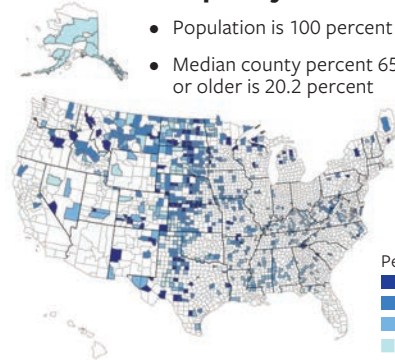 • Population is 100 percent
• Median county percent 65
or older is 20.2 percent
Pe